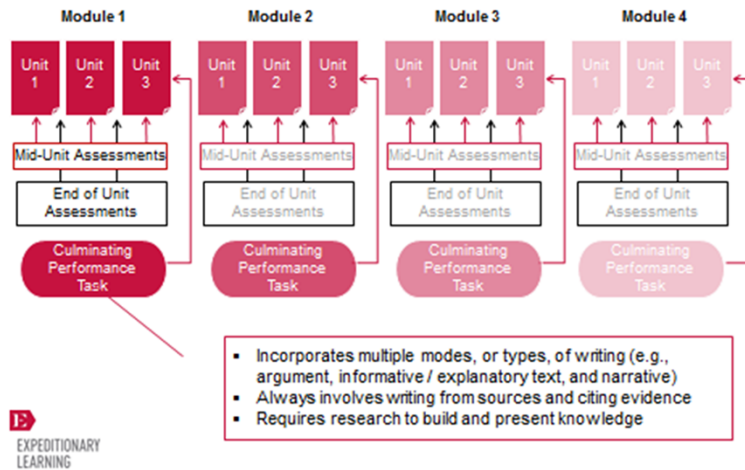 Module 1
Module 2
Module 3
Module 4
Unit
1
Unit
2
Unit
3
Unit
1
Unit
2
Unit
3
Unit
1
Unit
2
Unit
3
Unit
1
Unit
2
Unit
3
Mid-Unit Assessments
Mid-Unit Assessments
Mid-Unit Assessments
Mid-Unit Assessments
End of Unit
Assessments
End of Unit
Assessments
End of Unit
Assessments
End of Unit
Assessments
Culminating
Performance
Task
Culminating
Performance
Task
Culminating
Performance
Task
Culminating
Performance
Task
▪ Incorporates multiple modes, or types, of writing (e.g.,
argument, informative / explanatory text, and narrative)
▪ Always involves writing from sources and citing evidence
▪ Requires research to build and present knowledge
E
EXPEDITIONARY
LEARNING